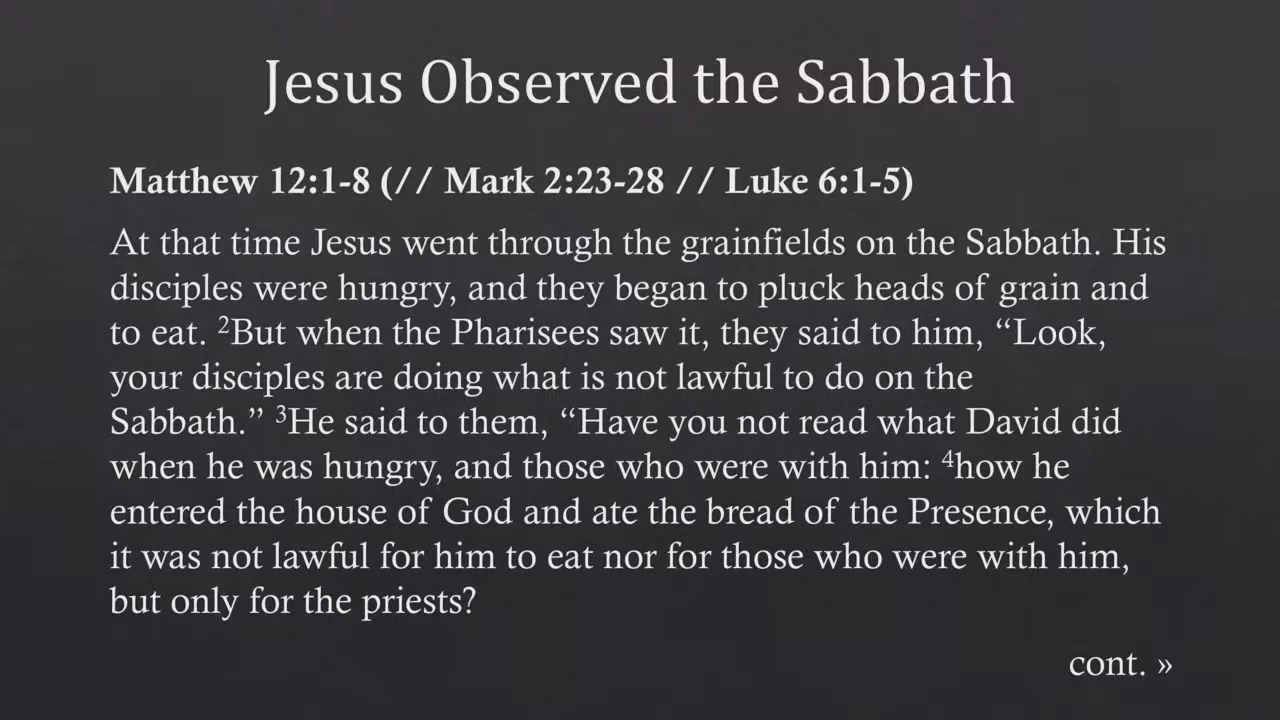 Jesus Observed the Sabbath
Matthew 12:1-8 (// Mark 2:23-28 // Luke 6:1-5)
At that time Jesus went through the grainfields on the Sabbath. His
disciples were hungry, and they began to pluck heads of grain and
to eat. ²But when the Pharisees saw it, they said to him, “Look,
your disciples are doing what is not lawful to do on the
Sabbath.” ³He said to them, “Have you not read what David did
when he was hungry, and those who were with him: ⁴how he
entered the house of God and ate the bread of the Presence, which
it was not lawful for him to eat nor for those who were with him,
but only for the priests?
cont. »